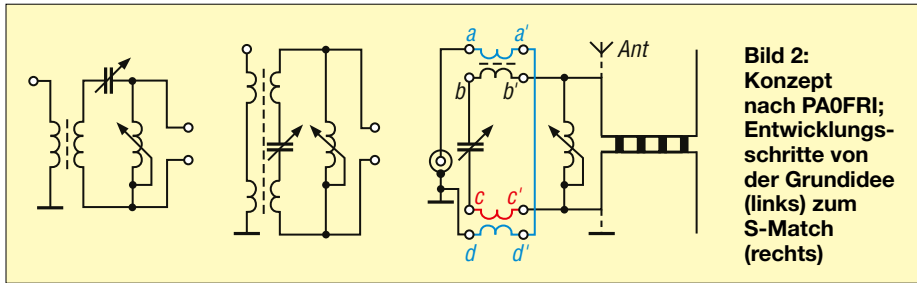 a a'
Ant
b b'
c c'
d d'
Bild 2:
Konzept
nach PA0FRI;
Entwicklungs-
schritte von
der Grundidee
(links) zum
S-Match
(rechts)